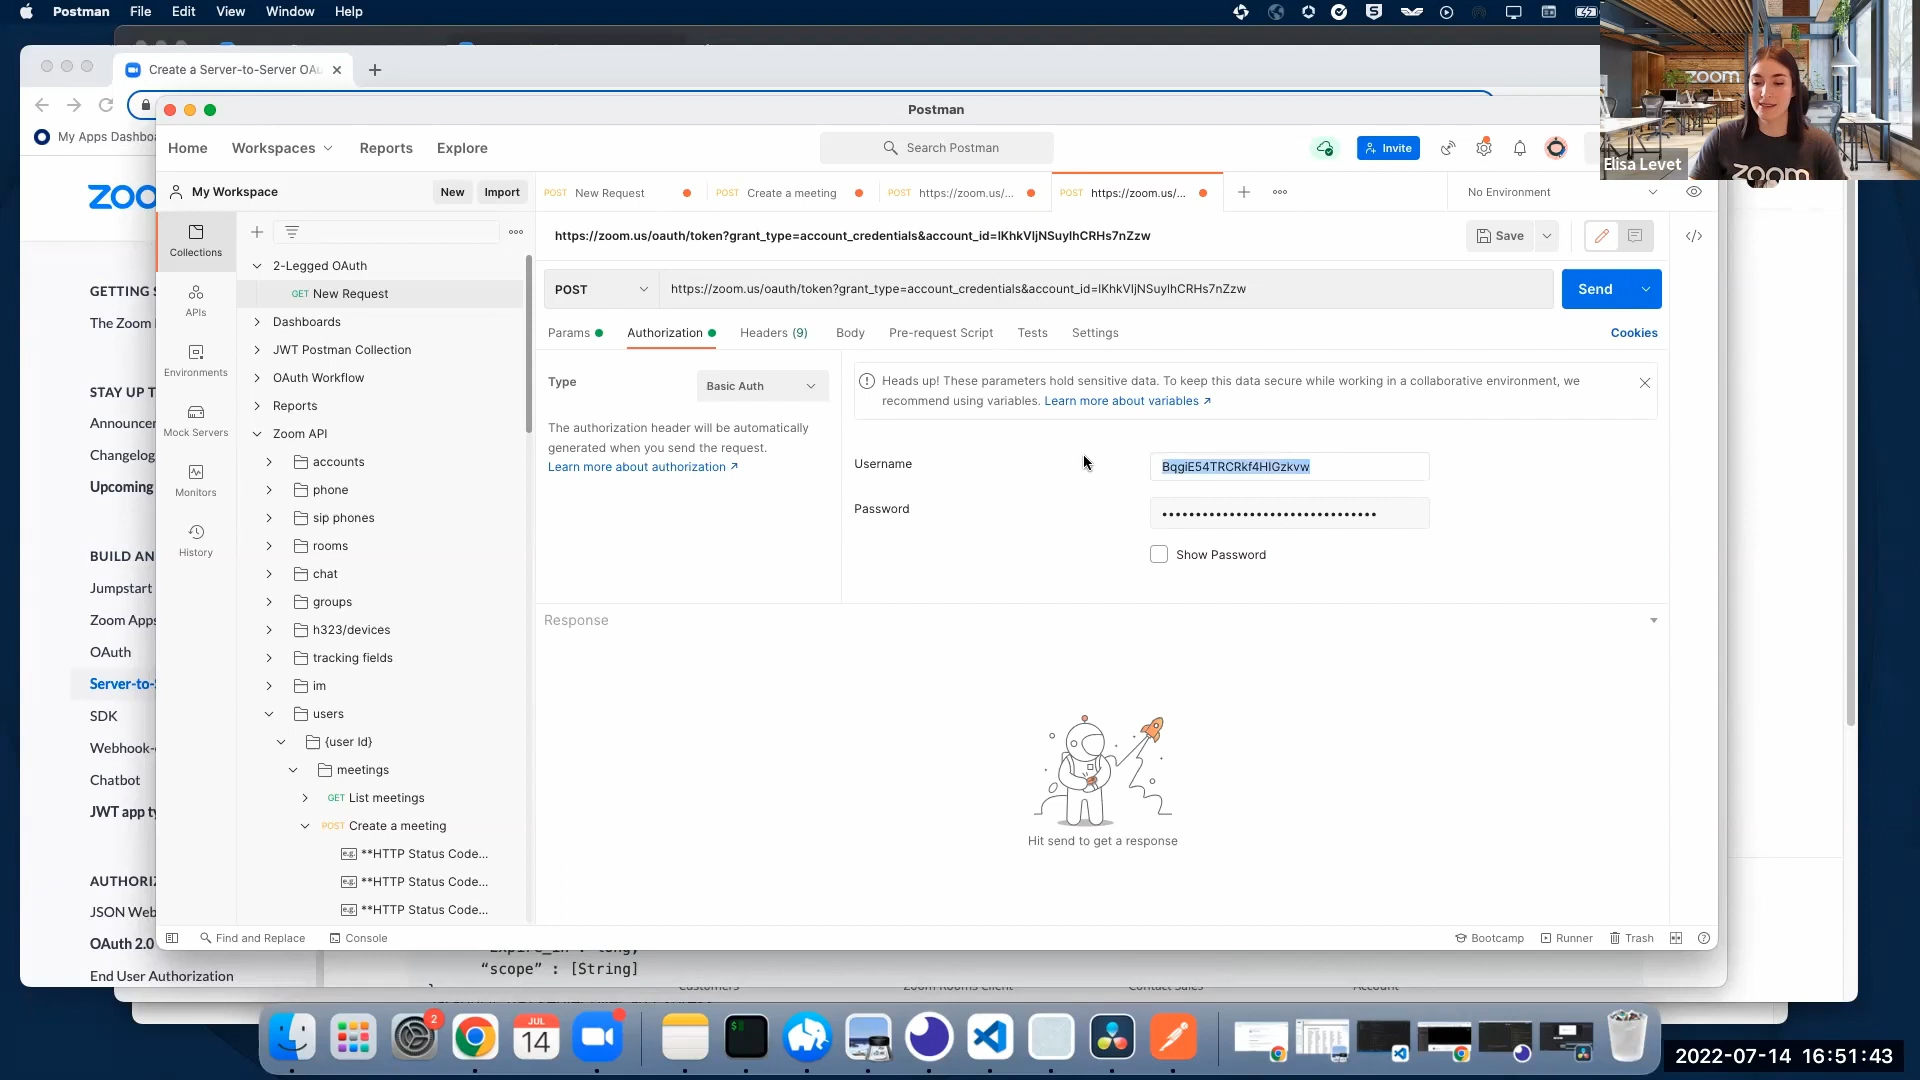 Postman File Edit View Window Help
Create a Server-to-Server OAu
Postman
My Apps Dashbo
Home Workspaces Reports Explore
Search Postman
Invite
zoom
Elisa Levet
zoom
ZOO
My Workspace
New Import
POST New Request
POST Create a meeting
POST https://zoom.us/...
POST https://zoom.us/...
No Environment
Collections
APIs
Environments
Mock Servers
Monitors
History
2-Legged OAuth
GET New Request
Dashboards
JWT Postman Collection
OAuth Workflow
Reports
Zoom API
accounts
phone
sip phones
rooms
chat
groups
h323/devices
tracking fields
im
users
{user Id}
meetings
GET List meetings
POST Create a meeting
e.g. **HTTP Status Code...
e.g. **HTTP Status Code...
e.g. **HTTP Status Code...
https://zoom.us/oauth/token?grant_type=account_credentials&account_id=IKhkVIjNSuyIhCRHs7nZzw
Save
POST
https://zoom.us/oauth/token?grant_type=account_credentials&account_id=IKhkVIjNSuyIhCRHs7nZzw
Send
Params Authorization Headers (9) Body Pre-request Script Tests Settings
Cookies
Type
Basic Auth
The authorization header will be automatically
generated when you send the request.
Learn more about authorization ↗
Heads up! These parameters hold sensitive data. To keep this data secure while working in a collaborative environment, we
recommend using variables. Learn more about variables ↗
Username
BqgiE54TRCRkf4HIGzkvw
Password
••••••••••••••••••••••••••••••••
Show Password
Response
Hit send to get a response
GETTING S
The Zoom
STAY UP T
Announcer
Changelog
Upcoming
BUILD AN
Jumpstart
Zoom Apps
OAuth
Server-to-S
SDK
Webhook-o
Chatbot
JWT app ty
AUTHORIZ
JSON Web
OAuth 2.0
End User Authorization
Find and Replace
Console
Bootcamp
Runner
Trash
“scope” : [String]
2
JUL
14
2022-07-14 16:51:43